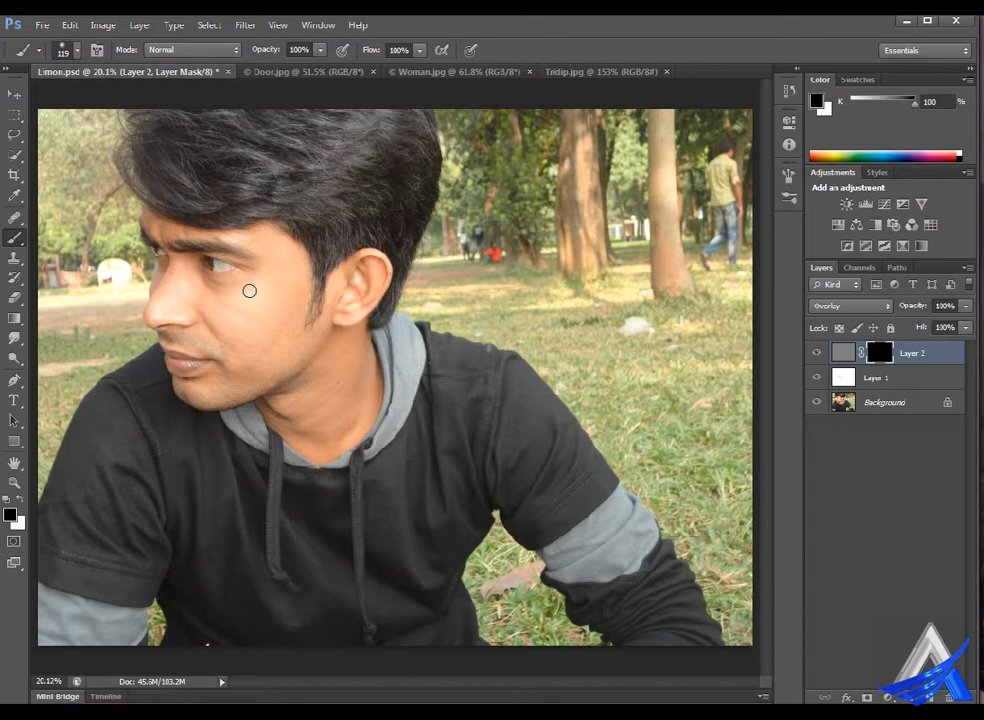 Ps File Edit Image Layer Type Select Filter View Window Help
119 Mode: Normal Opacity: 100% Flow: 100% Essentials
Limon.psd @ 20.1% (Layer 2, Layer Mask/8) * × © Door.jpg @ 51.5% (RGB/8*) × © Woman.jpg @ 61.8% (RGB/8*) × Tridip.jpg @ 153% (RGB/8#) ×
Color Swatches
K 100 %
Adjustments Styles
Add an adjustment
Layers Channels Paths
Kind
Overlay Opacity: 100%
Lock: Fill: 100%
Layer 2
Layer 1
Background
20.12% Doc: 45.5M/103.2M
Mini Bridge Timeline